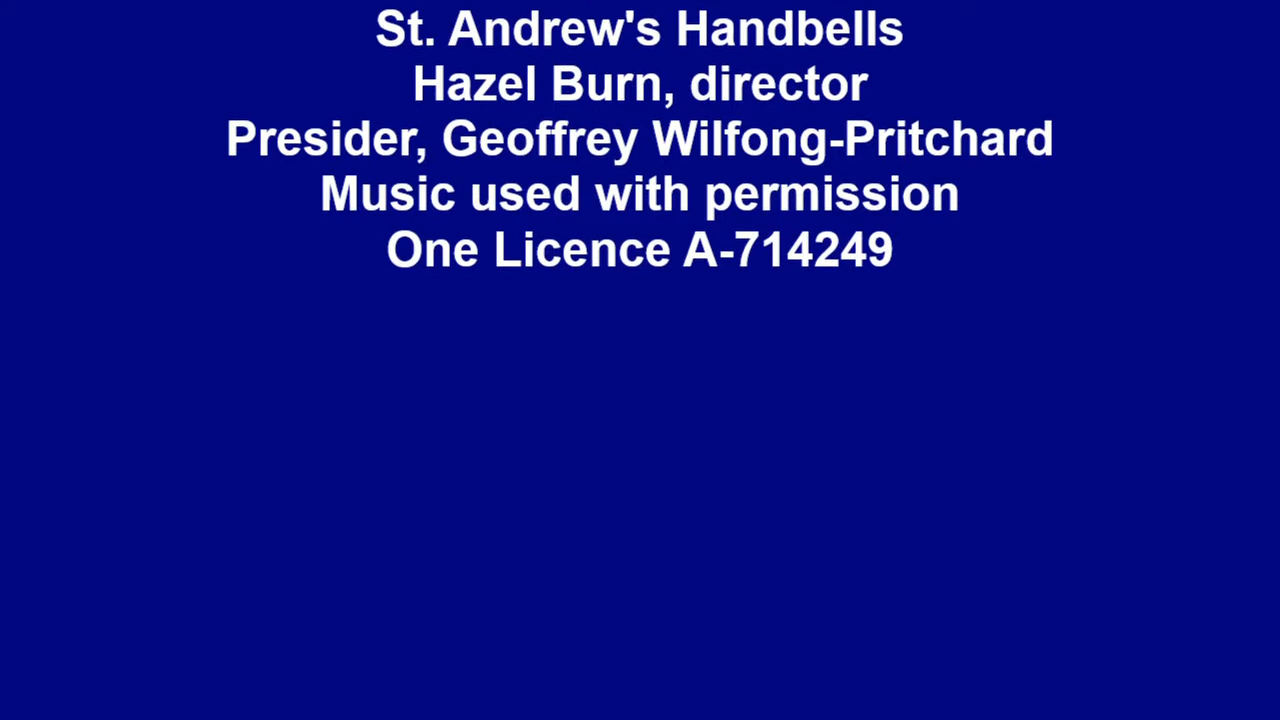 St. Andrew's Handbells
Hazel Burn, director
Presider, Geoffrey Wilfong-Pritchard
Music used with permission
One Licence A-714249